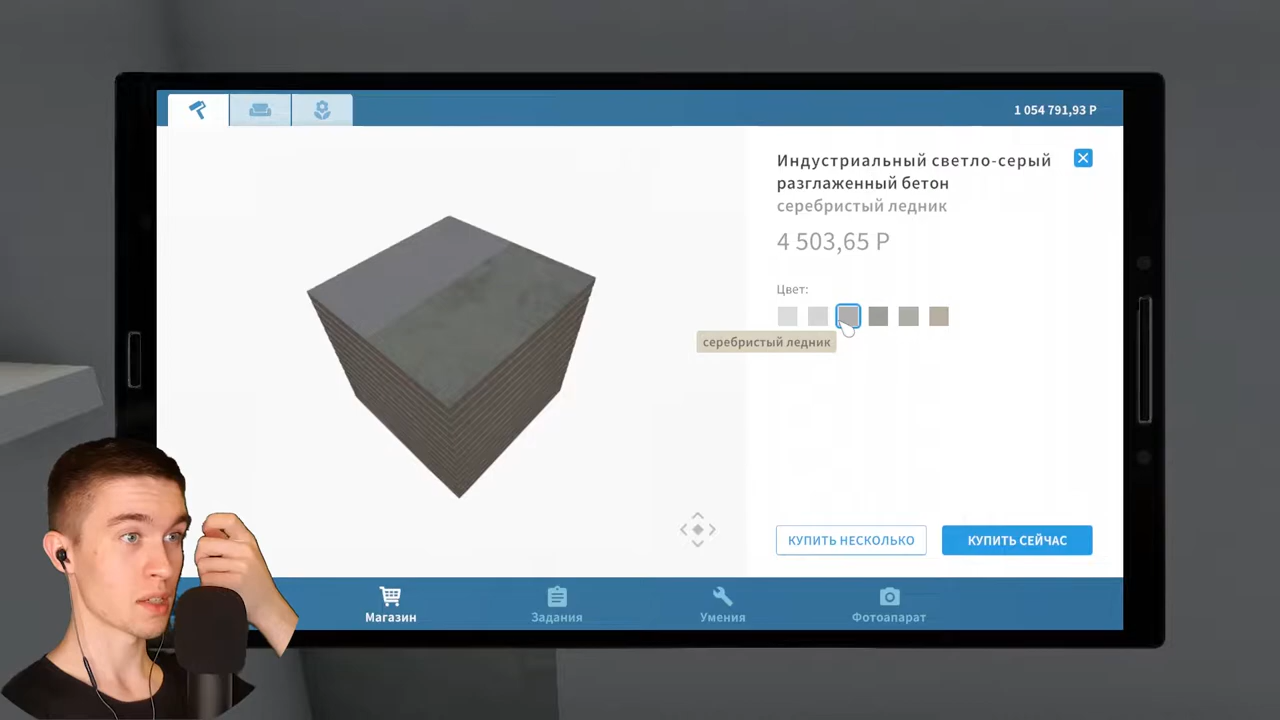 1 054 791,93 Р
Индустриальный светло-серый
разглаженный бетон
серебристый ледник
4 503,65 Р
Цвет:
серебристый ледник
КУПИТЬ НЕСКОЛЬКО
КУПИТЬ СЕЙЧАС
Магазин
Задания
Умения
Фотоаппарат